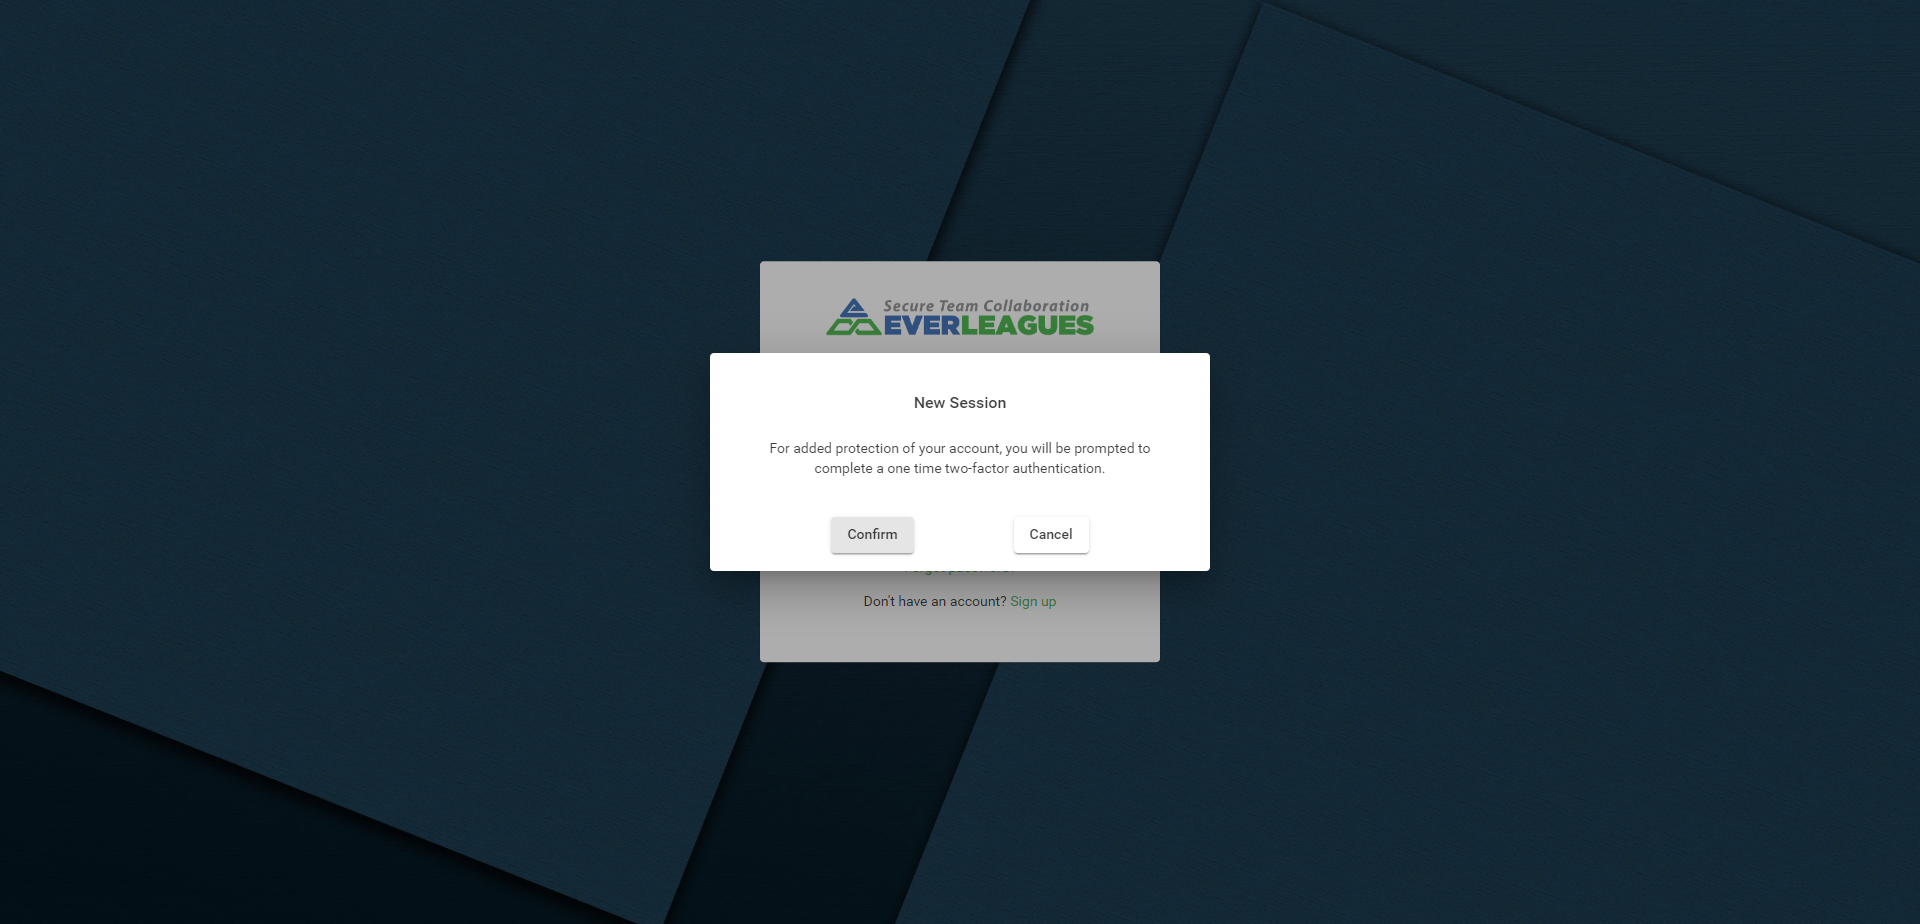 Secure Team Collaboration
EVERLEAGUES
New Session
For added protection of your account, you will be prompted to
complete a one time two-factor authentication.
Confirm
Cancel
Don't have an account? Sign up